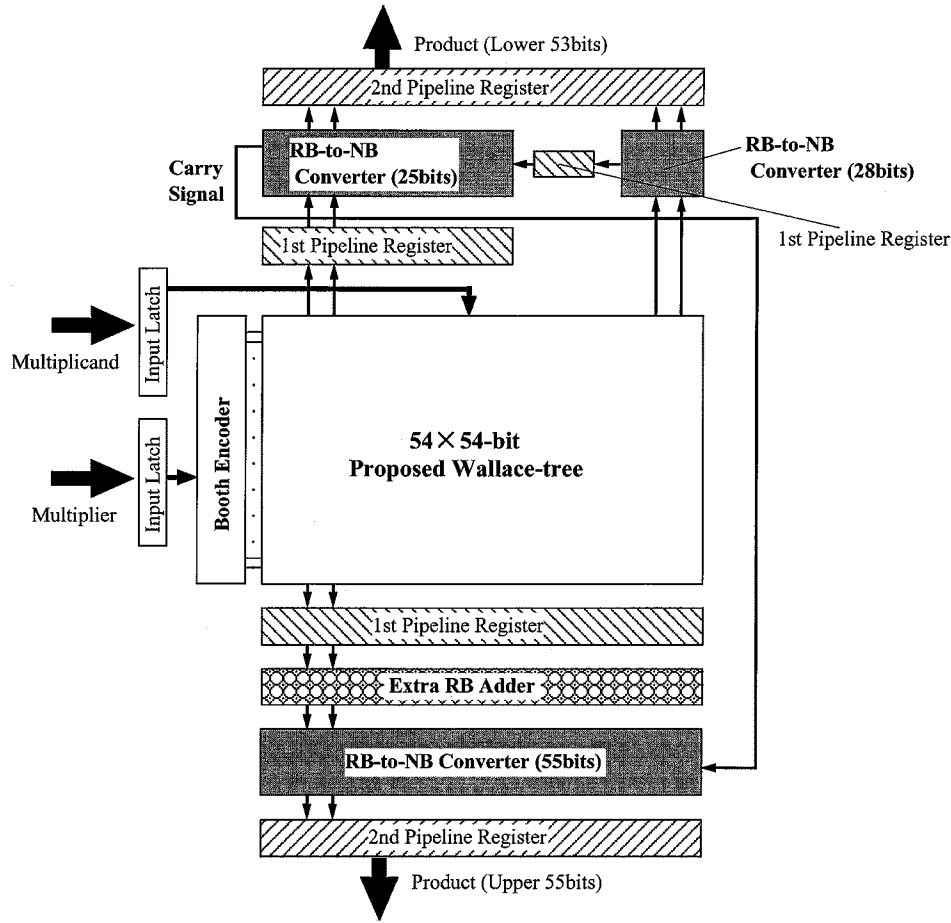 Product (Lower 53bits)
2nd Pipeline Register
Carry
Signal
RB-to-NB
Converter (25bits)
RB-to-NB
Converter (28bits)
1st Pipeline Register
1st Pipeline Register
Input Latch
Multiplicand
Input Latch
Multiplier
Booth Encoder
54×54-bit
Proposed Wallace-tree
1st Pipeline Register
Extra RB Adder
RB-to-NB Converter (55bits)
2nd Pipeline Register
Product (Upper 55bits)